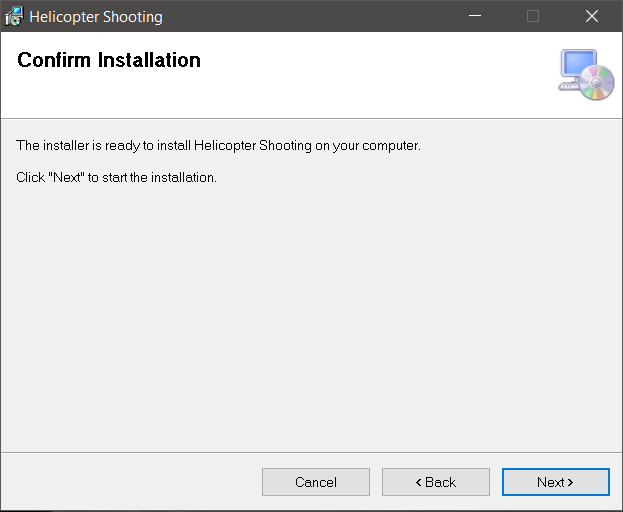 Helicopter Shooting
Confirm Installation
The installer is ready to install Helicopter Shooting on your computer.
Click "Next" to start the installation.
Cancel
< Back
Next >